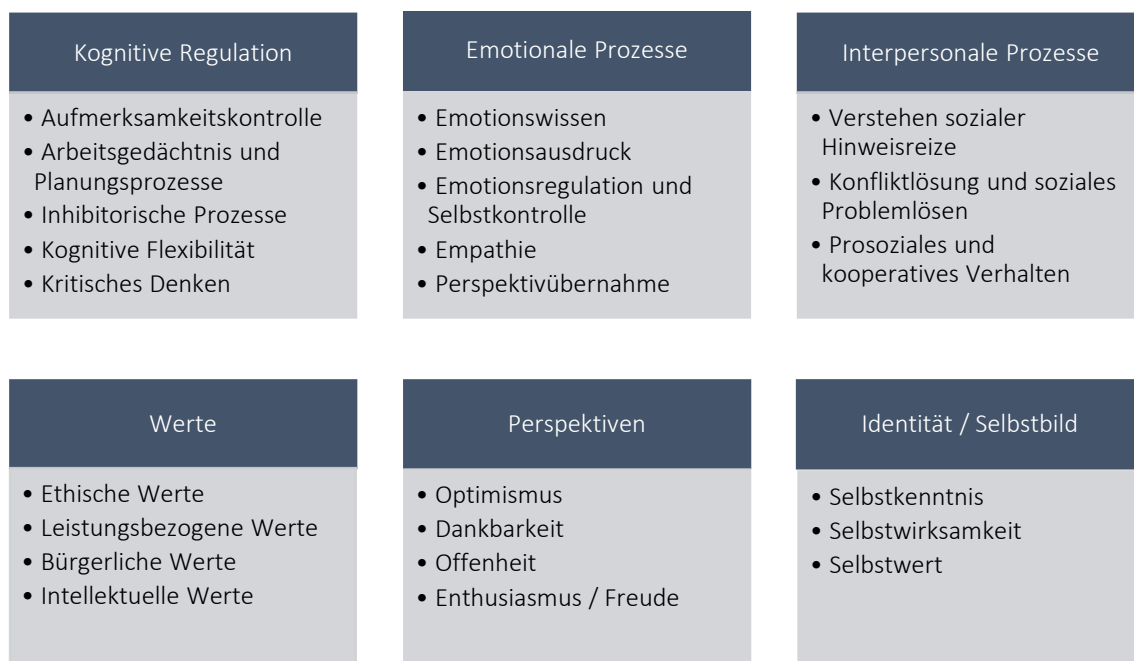 Kognitive Regulation
• Aufmerksamkeitskontrolle
• Arbeitsgedächtnis und
Planungsprozesse
• Inhibitorische Prozesse
• Kognitive Flexibilität
• Kritisches Denken
Emotionale Prozesse
• Emotionswissen
• Emotionsausdruck
• Emotionsregulation und
Selbstkontrolle
• Empathie
• Perspektivübernahme
Interpersonale Prozesse
• Verstehen sozialer
Hinweisreize
• Konfliktlösung und soziales
Problemlösen
• Prosoziales und
kooperatives Verhalten
Werte
• Ethische Werte
• Leistungsbezogene Werte
• Bürgerliche Werte
• Intellektuelle Werte
Perspektiven
• Optimismus
• Dankbarkeit
• Offenheit
• Enthusiasmus / Freude
Identität / Selbstbild
• Selbstkenntnis
• Selbstwirksamkeit
• Selbstwert